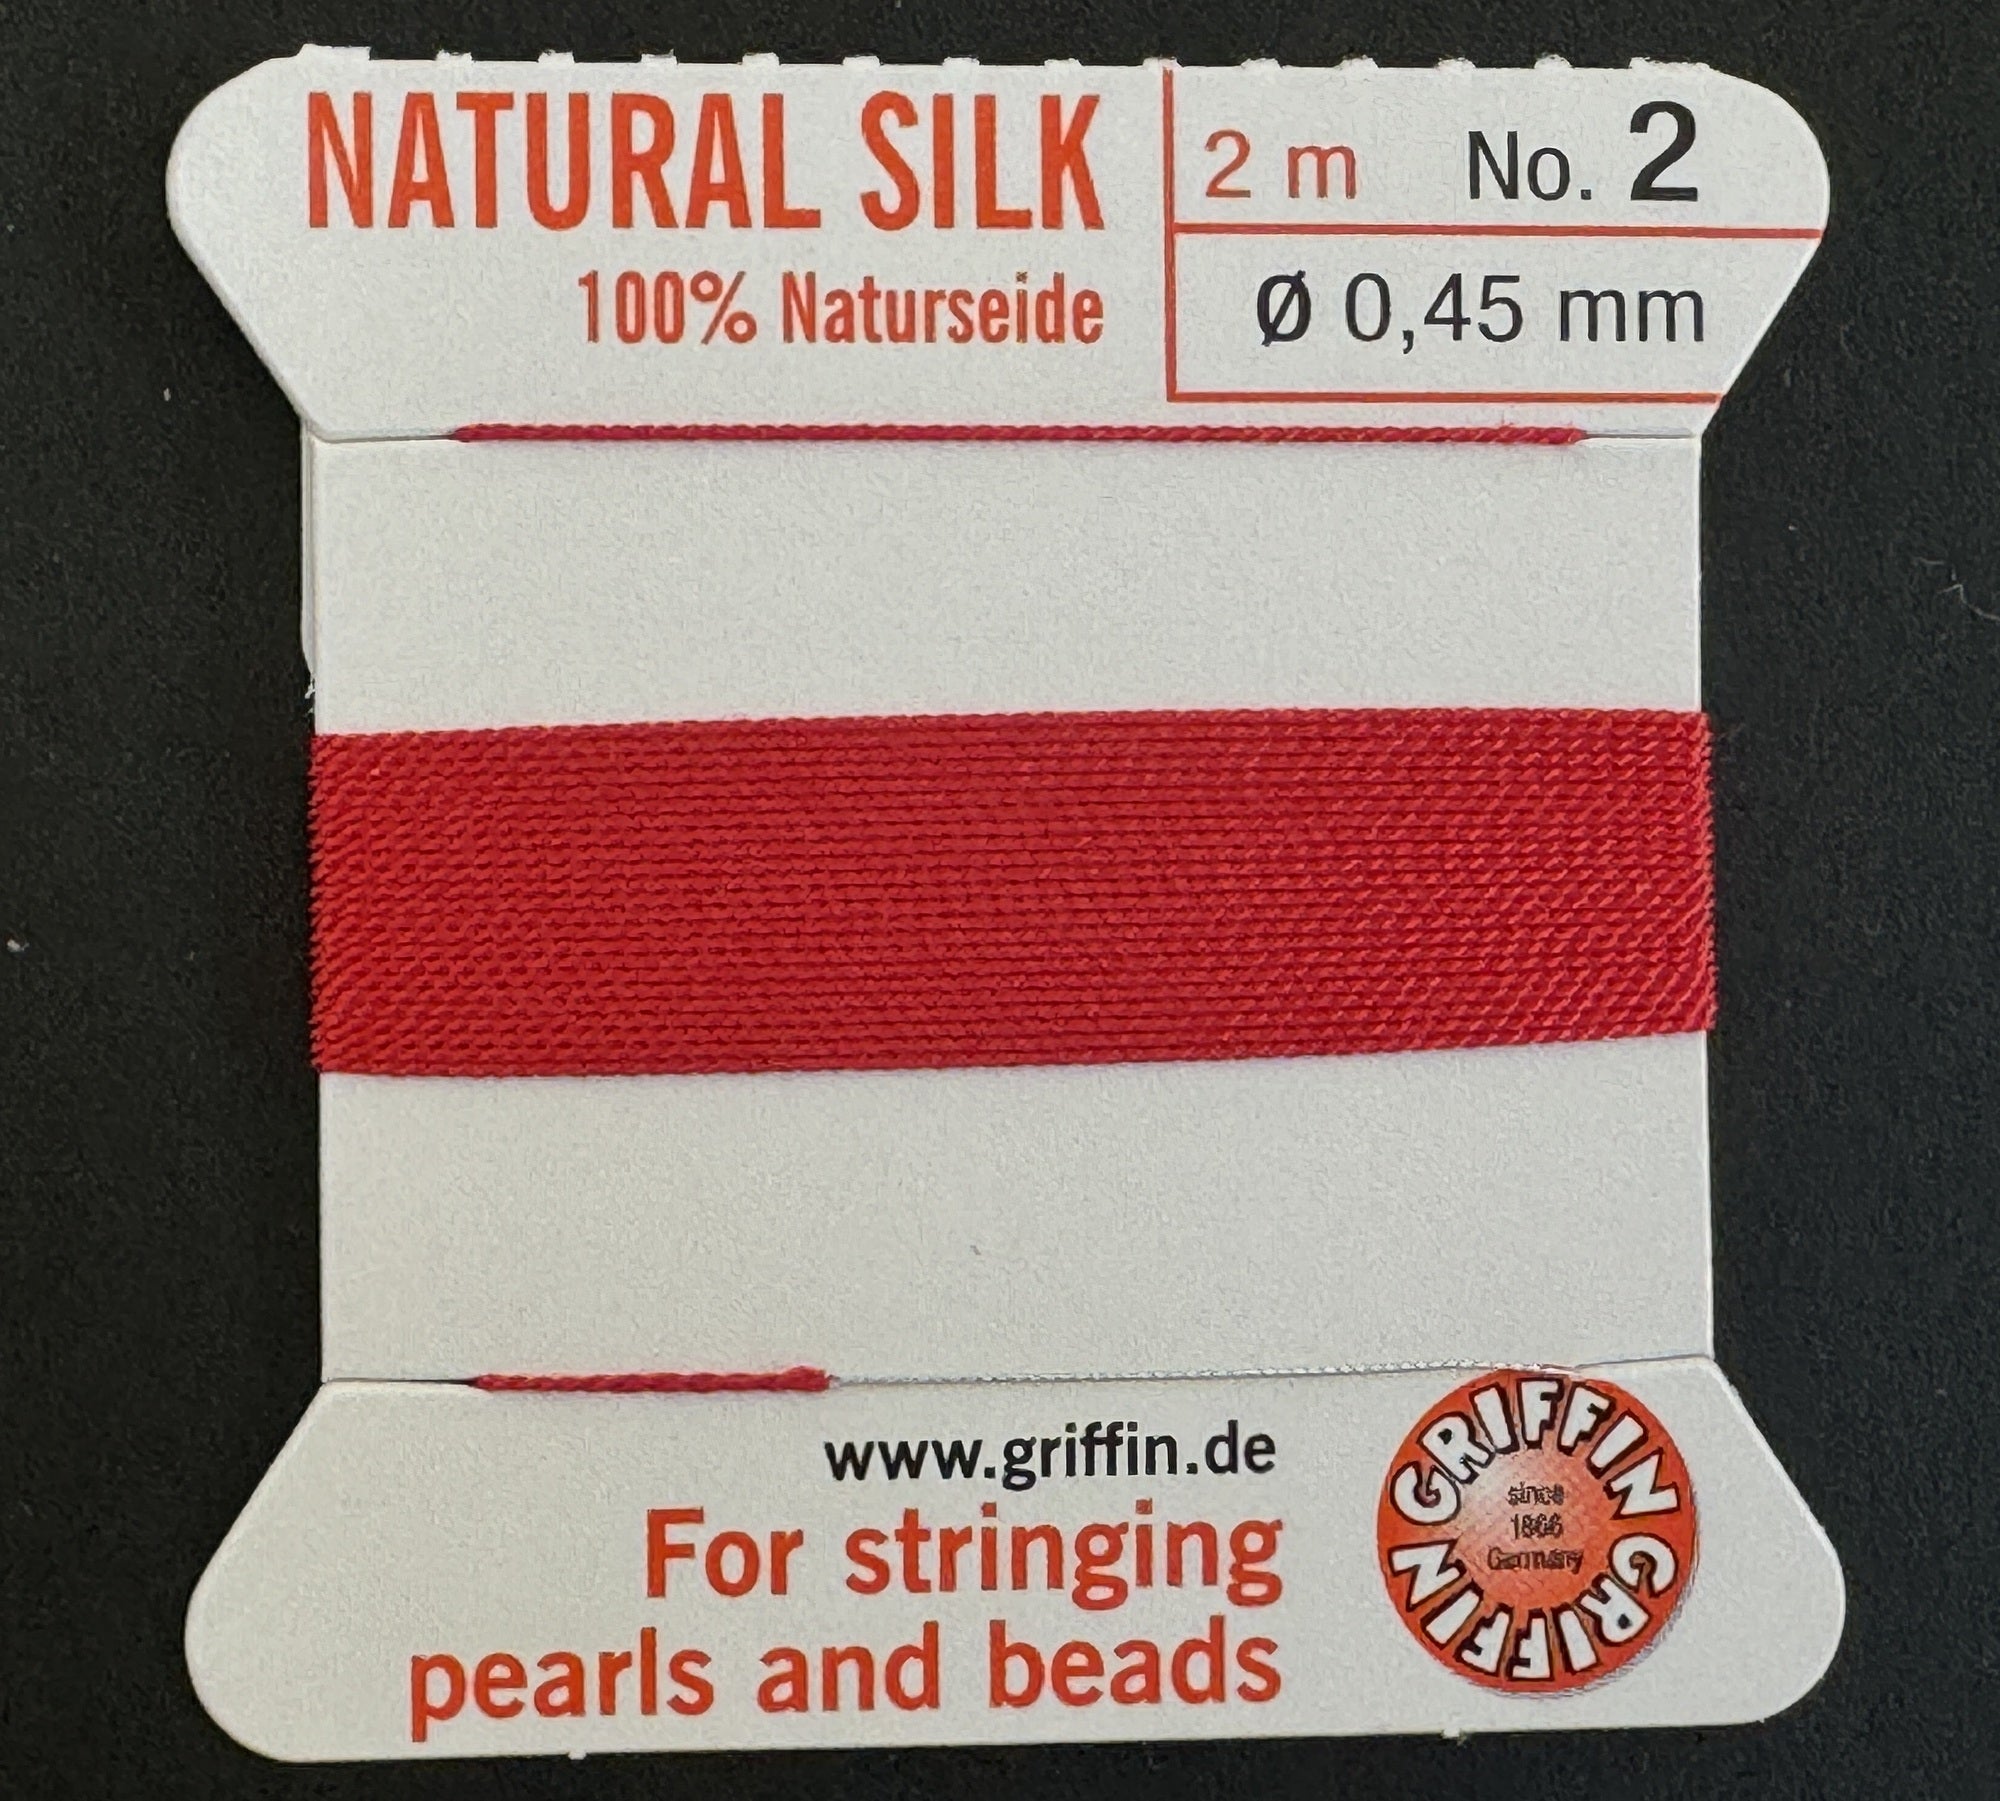 NATURAL SILK
100% Naturseide
2 m No. 2
Ø 0,45 mm
www.griffin.de
For stringing
pearls and beads
GRIFFIN GRIFFIN
since
1866
Germany